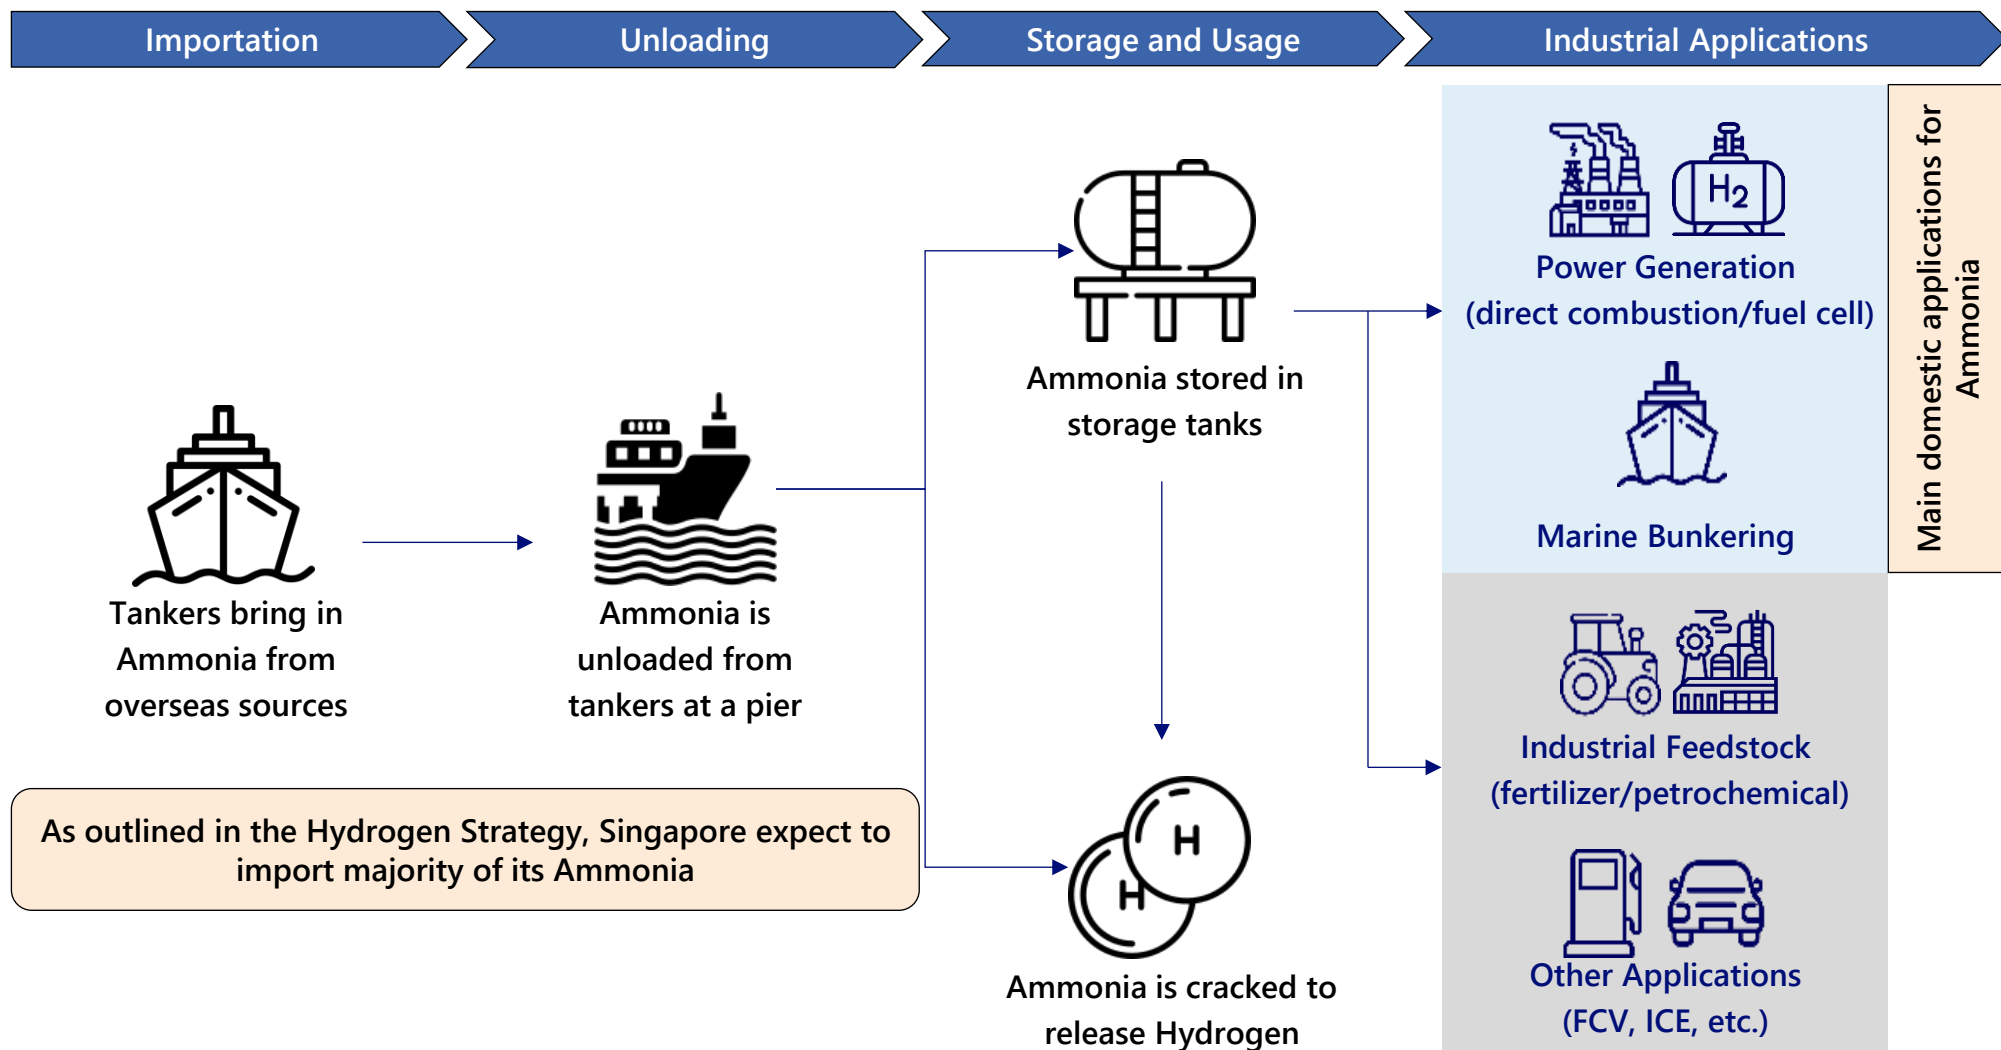 Importation
Unloading
Storage and Usage
Industrial Applications
Tankers bring in
Ammonia from
overseas sources
Ammonia is
unloaded from
tankers at a pier
As outlined in the Hydrogen Strategy, Singapore expect to
import majority of its Ammonia
Ammonia stored in
storage tanks
H
H
Ammonia is cracked to
release Hydrogen
H2
Power Generation
(direct combustion/fuel cell)
Marine Bunkering
Industrial Feedstock
(fertilizer/petrochemical)
Other Applications
(FCV, ICE, etc.)
Main domestic applications for
Ammonia